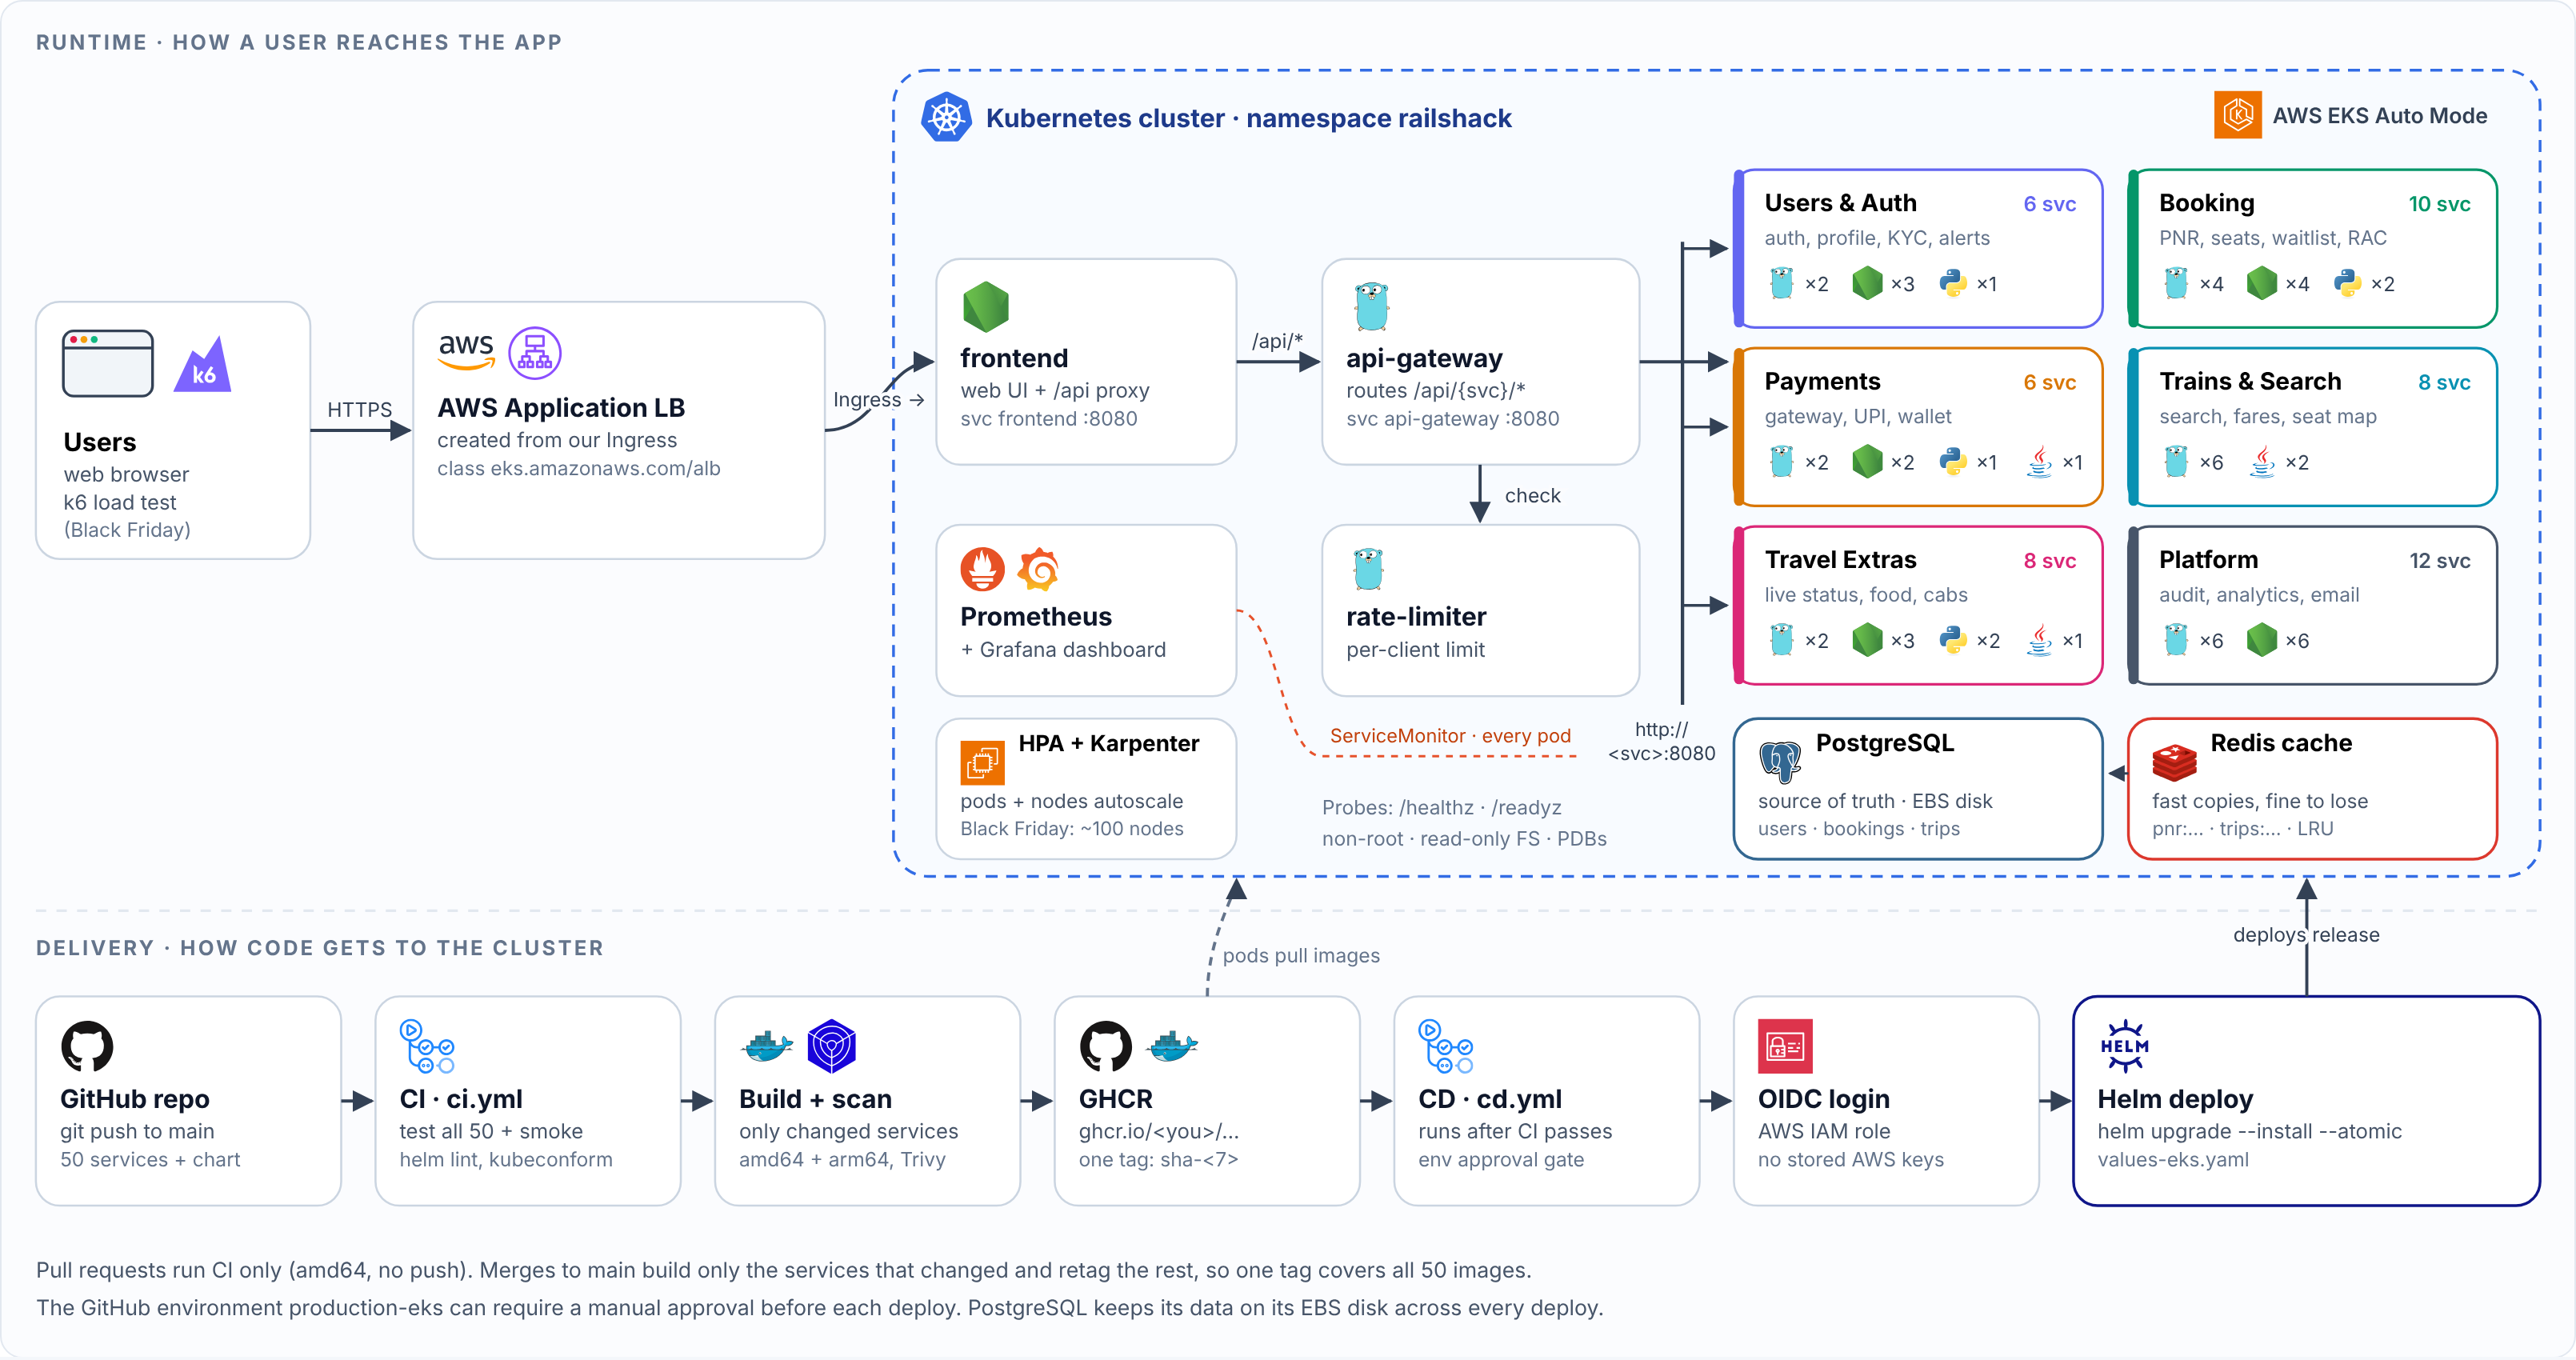 RUNTIME · HOW A USER REACHES THE APP
Kubernetes cluster · namespace railshack
AWS EKS Auto Mode
k6
Users
web browser
k6 load test
(Black Friday)
HTTPS
aws
AWS Application LB
created from our Ingress
class eks.amazonaws.com/alb
Ingress →
frontend
web UI + /api proxy
svc frontend :8080
/api/*
api-gateway
routes /api/{svc}/*
svc api-gateway :8080
check
Prometheus
+ Grafana dashboard
rate-limiter
per-client limit
HPA + Karpenter
pods + nodes autoscale
Black Friday: ~100 nodes
ServiceMonitor · every pod
Probes: /healthz · /readyz
non-root · read-only FS · PDBs
http://
<svc>:8080
Users & Auth 6 svc
auth, profile, KYC, alerts
×2 ×3 ×1
Booking 10 svc
PNR, seats, waitlist, RAC
×4 ×4 ×2
Payments 6 svc
gateway, UPI, wallet
×2 ×2 ×1 ×1
Trains & Search 8 svc
search, fares, seat map
×6 ×2
Travel Extras 8 svc
live status, food, cabs
×2 ×3 ×2 ×1
Platform 12 svc
audit, analytics, email
×6 ×6
PostgreSQL
source of truth · EBS disk
users · bookings · trips
Redis cache
fast copies, fine to lose
pnr:... · trips:... · LRU
DELIVERY · HOW CODE GETS TO THE CLUSTER
pods pull images
deploys release
GitHub repo
git push to main
50 services + chart
CI · ci.yml
test all 50 + smoke
helm lint, kubeconform
Build + scan
only changed services
amd64 + arm64, Trivy
GHCR
ghcr.io/<you>/...
one tag: sha-<7>
CD · cd.yml
runs after CI passes
env approval gate
OIDC login
AWS IAM role
no stored AWS keys
HELM
Helm deploy
helm upgrade --install --atomic
values-eks.yaml
Pull requests run CI only (amd64, no push). Merges to main build only the services that changed and retag the rest, so one tag covers all 50 images.
The GitHub environment production-eks can require a manual approval before each deploy. PostgreSQL keeps its data on its EBS disk across every deploy.